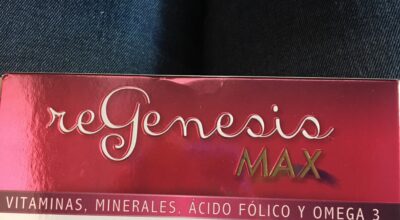 reGenesis
MAX
VITAMINAS, MINERALES, ÁCIDO FÓLICO Y OMEGA 3